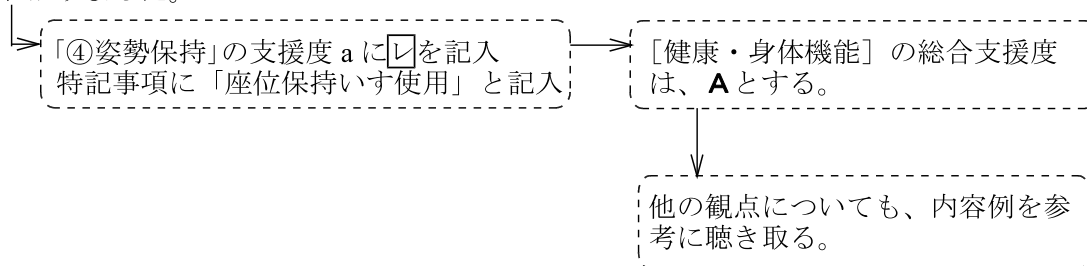 「④姿勢保持」の支援度 a に☑を記入
特記事項に「座位保持いす使用」と記入
［健康・身体機能］の総合支援度
は、Aとする。
他の観点についても、内容例を参
考に聴き取る。